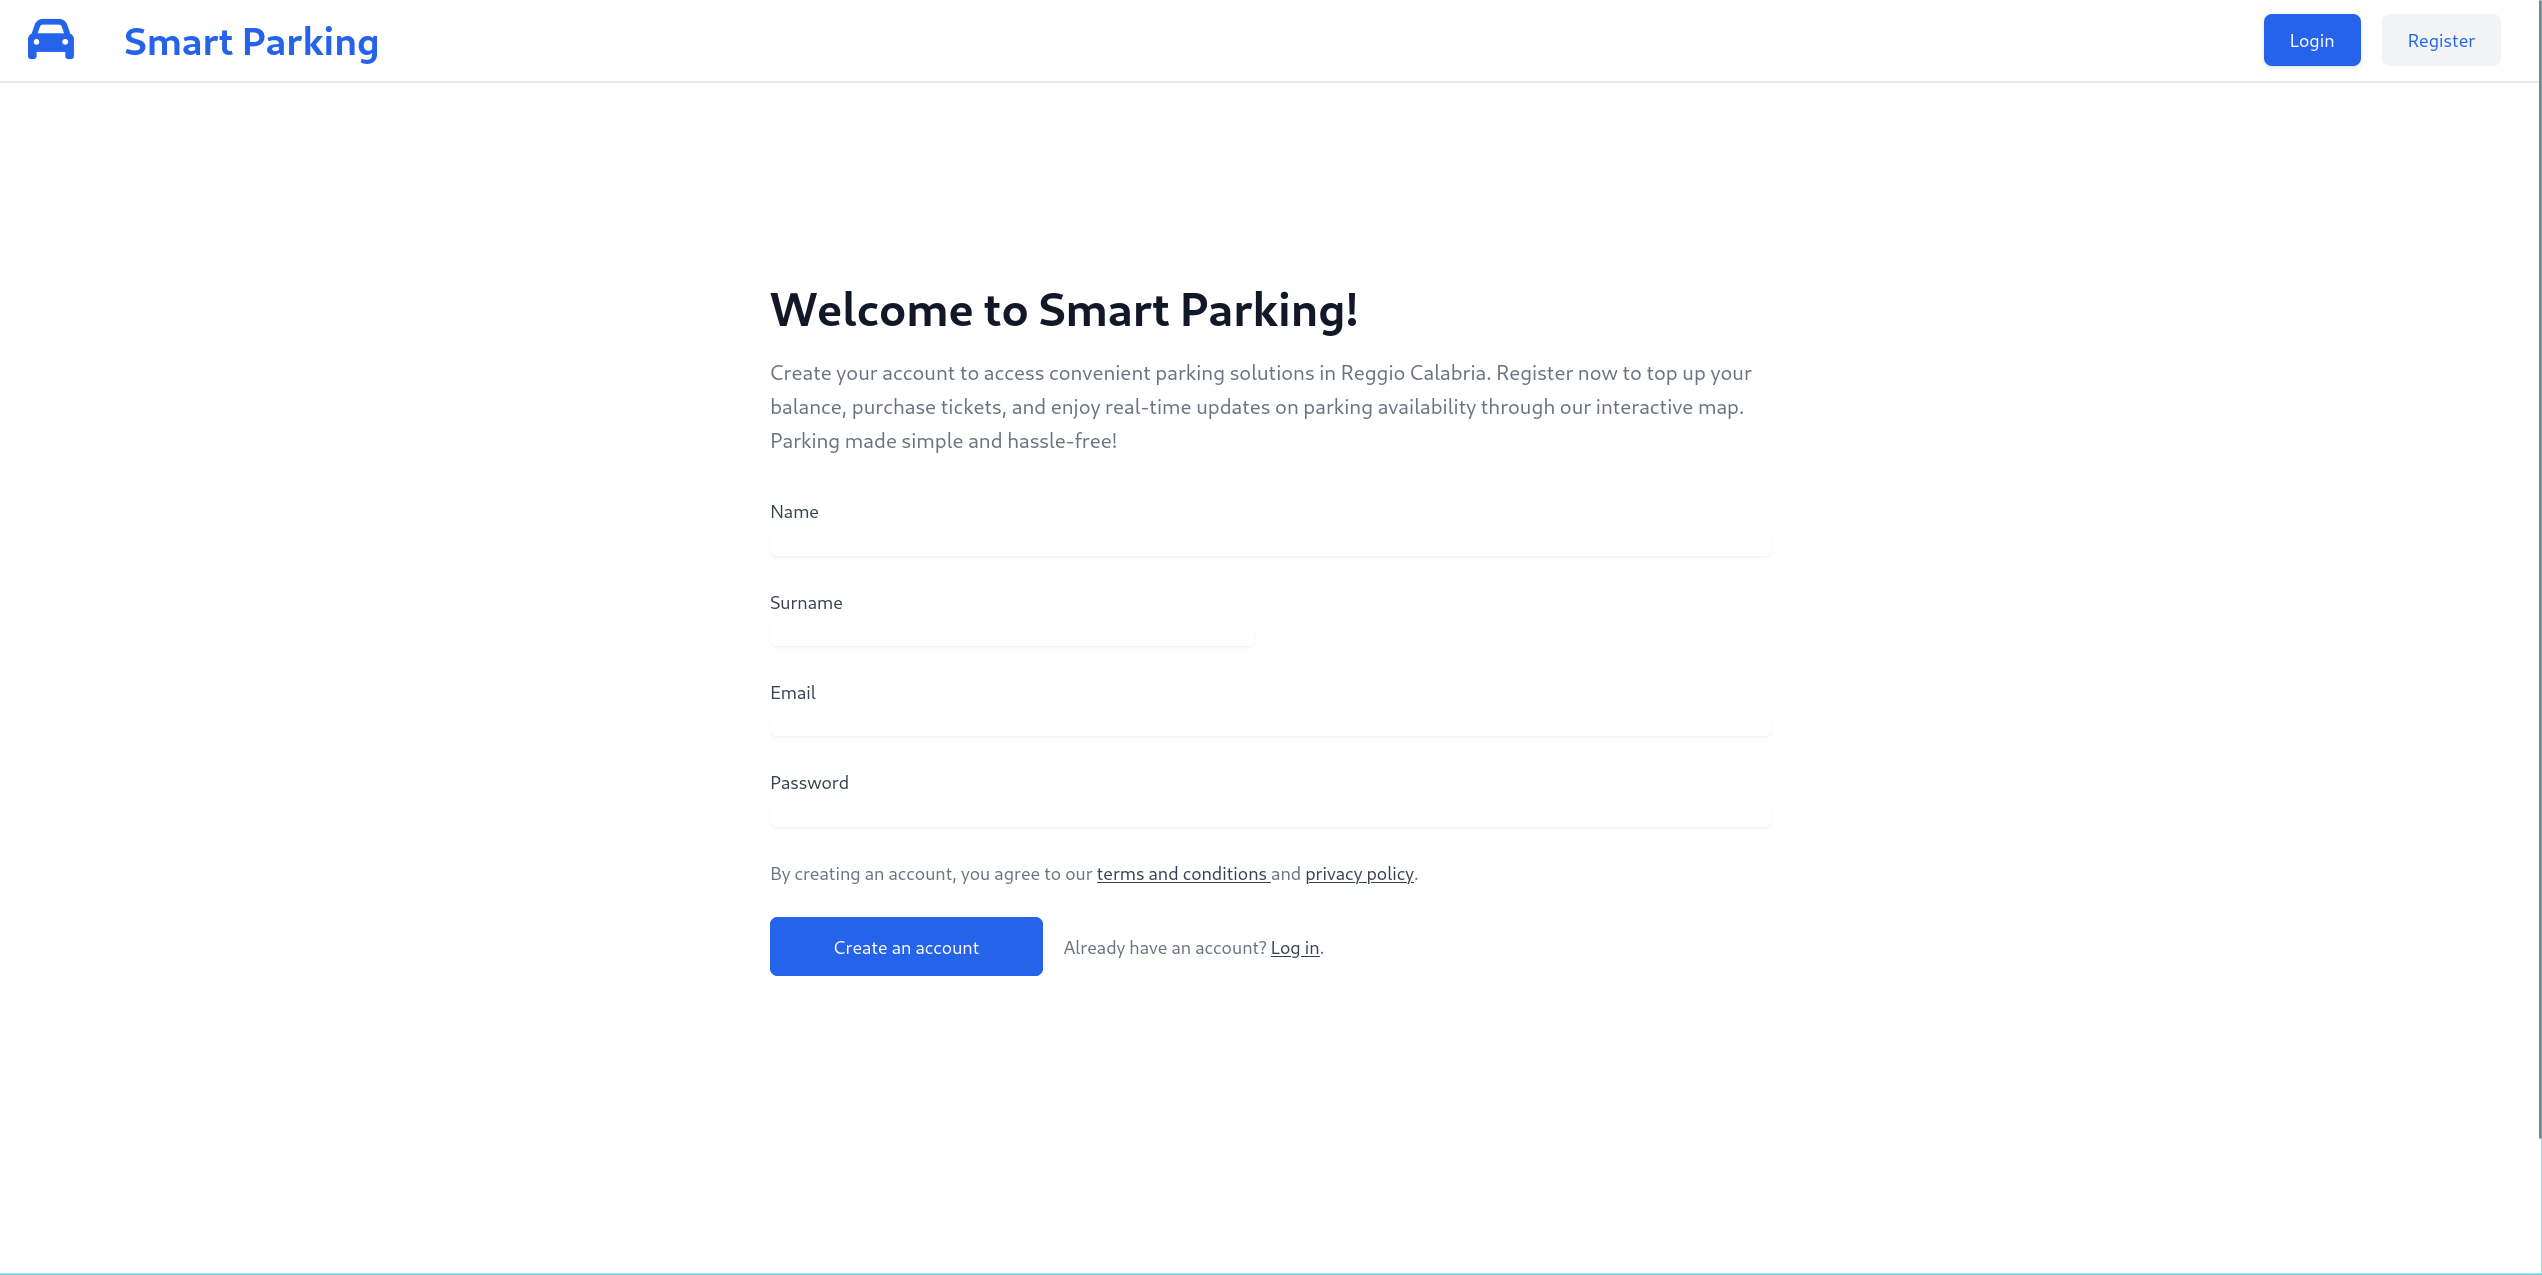 Smart Parking
Login
Register
Welcome to Smart Parking!
Create your account to access convenient parking solutions in Reggio Calabria. Register now to top up your
balance, purchase tickets, and enjoy real-time updates on parking availability through our interactive map.
Parking made simple and hassle-free!
Name
Surname
Email
Password
By creating an account, you agree to our terms and conditions and privacy policy.
Create an account
Already have an account? Log in.